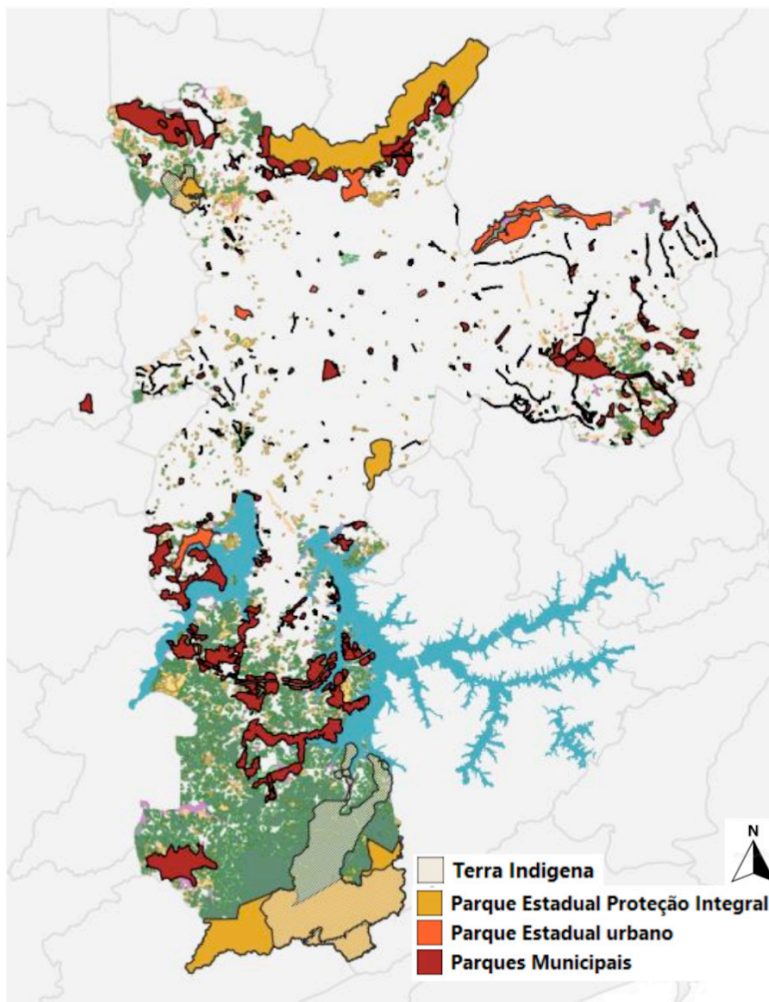 N
Terra Indigena
Parque Estadual Proteção Integral
Parque Estadual urbano
Parques Municipais